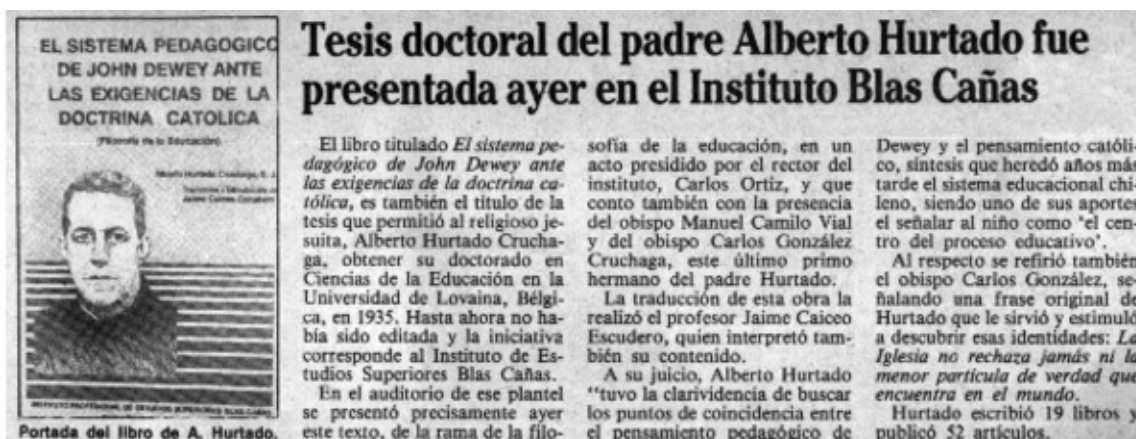 EL SISTEMA PEDAGOGICO
DE JOHN DEWEY ANTE
LAS EXIGENCIAS DE LA
DOCTRINA CATOLICA
(Filosofía de la Educación)
Alberto Hurtado Cruchaga, S. J.
Jaime Caiceo Escudero
INSTITUTO PROFESIONAL DE ESTUDIOS SUPERIORES BLAS CAÑAS
Portada del libro de A. Hurtado.
Tesis doctoral del padre Alberto Hurtado fue
presentada ayer en el Instituto Blas Cañas
El libro titulado El sistema pe-
dagógico de John Dewey ante
las exigencias de la doctrina ca-
tólica, es también el título de la
tesis que permitió al religioso je-
suita, Alberto Hurtado Crucha-
ga, obtener su doctorado en
Ciencias de la Educación en la
Universidad de Lovaina, Bélgi-
ca, en 1935. Hasta ahora no ha-
bía sido editada y la iniciativa
corresponde al Instituto de Es-
tudios Superiores Blas Cañas.
En el auditorio de ese plantel
se presentó precisamente ayer
este texto, de la rama de la filo-
sofía de la educación, en un
acto presidido por el rector del
instituto, Carlos Ortiz, y que
conto también con la presencia
del obispo Manuel Camilo Vial
y del obispo Carlos González
Cruchaga, este último primo
hermano del padre Hurtado.
La traducción de esta obra la
realizó el profesor Jaime Caiceo
Escudero, quien interpretó tam-
bién su contenido.
A su juicio, Alberto Hurtado
"tuvo la clarividencia de buscar
los puntos de coincidencia entre
el pensamiento pedagógico de
Dewey y el pensamiento católi-
co, síntesis que heredó años más
tarde el sistema educacional chi-
leno, siendo uno de sus aportes
el señalar al niño como 'el cen-
tro del proceso educativo'.
Al respecto se refirió también
el obispo Carlos González, se-
ñalando una frase original de
Hurtado que le sirvió y estimuló
a descubrir esas identidades: La
Iglesia no rechaza jamás ni la
menor partícula de verdad que
encuentra en el mundo.
Hurtado escribió 19 libros y
publicó 52 artículos.